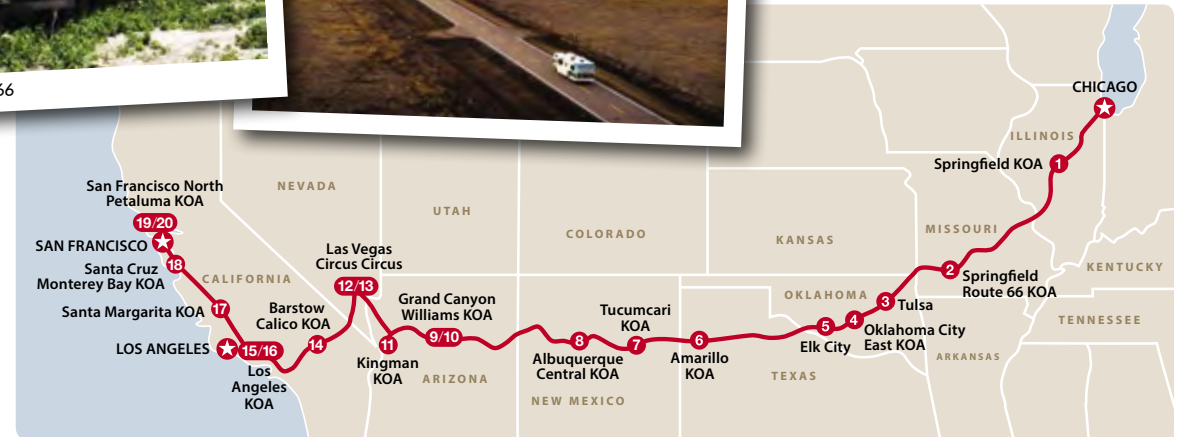 66
CHICAGO
ILLINOIS
Springfield KOA
1
San Francisco North
Petaluma KOA
19/20
SAN FRANCISCO
Santa Cruz
Monterey Bay KOA
18
Santa Margarita KOA
17
LOS ANGELES
15/16
Los
Angeles
KOA
CALIFORNIA
NEVADA
Barstow
Calico KOA
14
Las Vegas
Circus Circus
12/13
UTAH
Kingman
KOA
11
Grand Canyon
Williams KOA
9/10
ARIZONA
COLORADO
Albuquerque
Central KOA
8
NEW MEXICO
Tucumcari
KOA
7
Amarillo
KOA
6
TEXAS
KANSAS
OKLAHOMA
Elk City
5
4
Oklahoma City
East KOA
3
Tulsa
MISSOURI
2
Springfield
Route 66 KOA
ARKANSAS
KENTUCKY
TENNESSEE